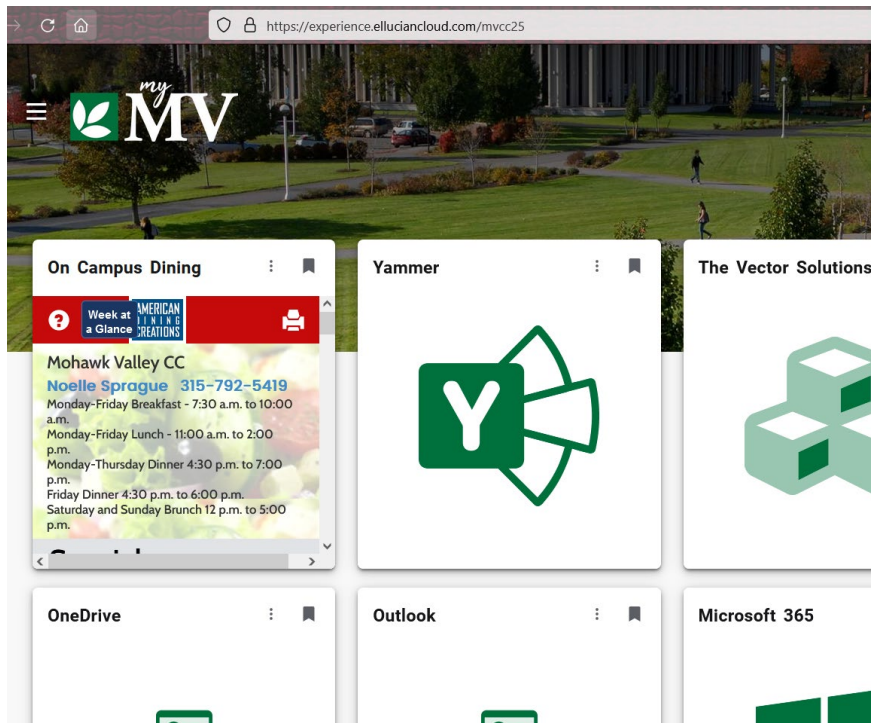 https://experience.elluciancloud.com/mvcc25
my
MV
On Campus Dining
Week at
a Glance
AMERICAN
DINING
CREATIONS
Mohawk Valley CC
Noelle Sprague 315-792-5419
Monday-Friday Breakfast - 7:30 a.m. to 10:00
a.m.
Monday-Friday Lunch - 11:00 a.m. to 2:00
p.m.
Monday-Thursday Dinner 4:30 p.m. to 7:00
p.m.
Friday Dinner 4:30 p.m. to 6:00 p.m.
Saturday and Sunday Brunch 12 p.m. to 5:00
p.m.
Yammer
Y
The Vector Solutions
OneDrive
Outlook
Microsoft 365